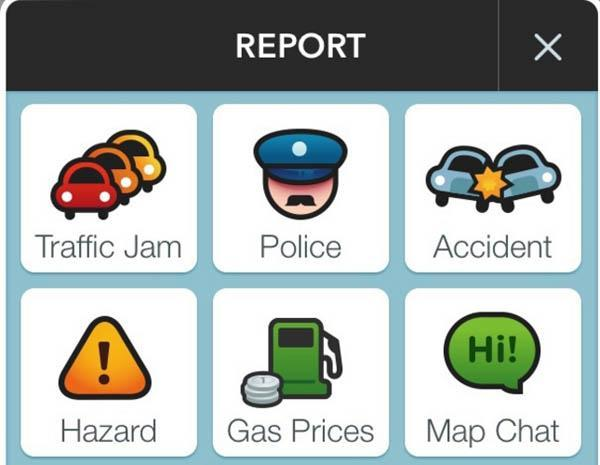 REPORT
Traffic Jam
Police
Accident
!
Hazard
Gas Prices
Hi!
Map Chat